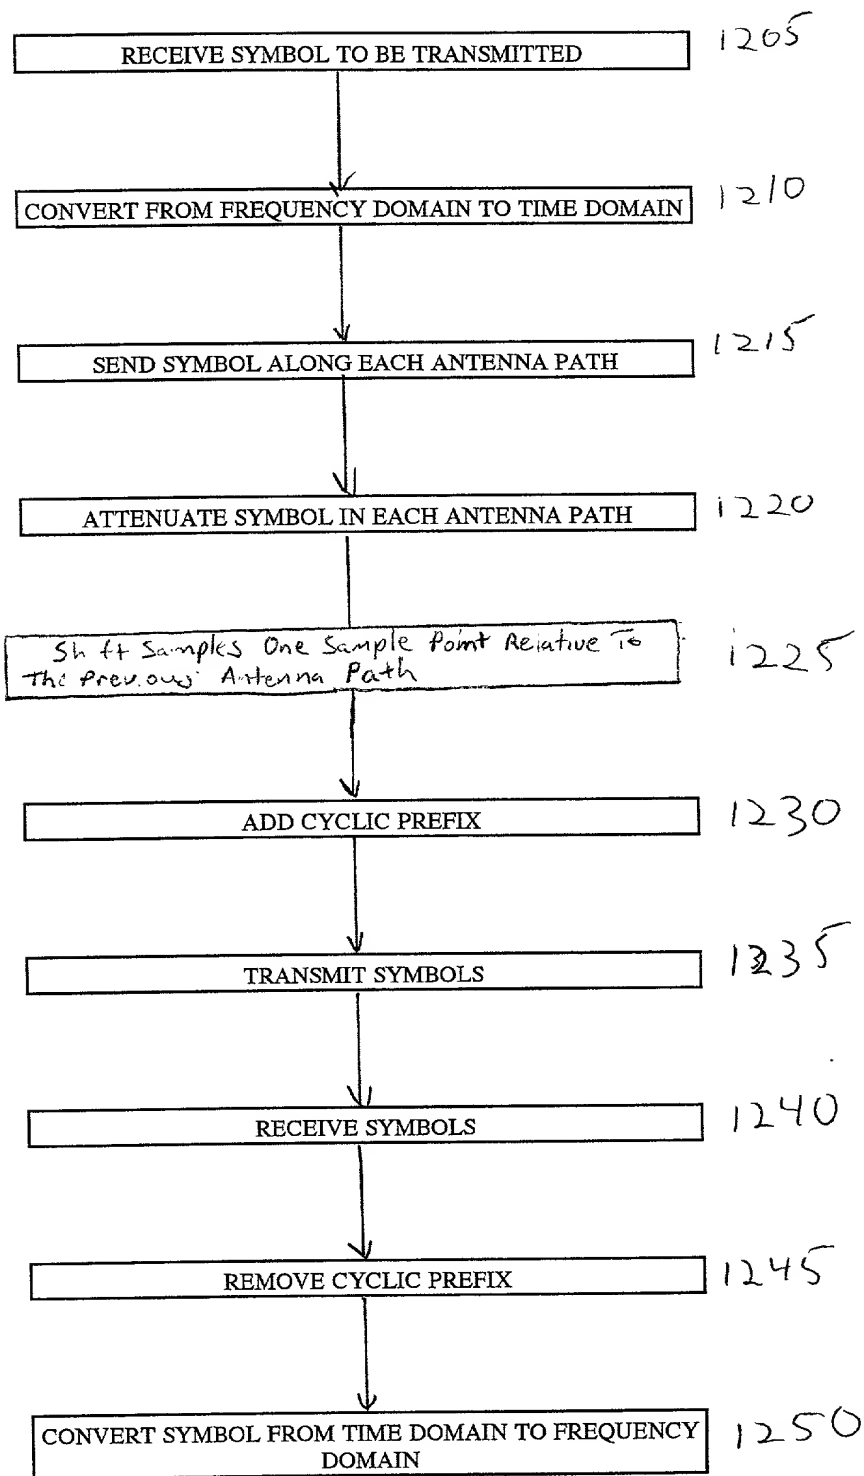 RECEIVE SYMBOL TO BE TRANSMITTED 1205
CONVERT FROM FREQUENCY DOMAIN TO TIME DOMAIN 1210
SEND SYMBOL ALONG EACH ANTENNA PATH 1215
ATTENUATE SYMBOL IN EACH ANTENNA PATH 1220
Shift Samples One Sample Point Relative To
The Previous Antenna Path 1225
ADD CYCLIC PREFIX 1230
TRANSMIT SYMBOLS 1235
RECEIVE SYMBOLS 1240
REMOVE CYCLIC PREFIX 1245
CONVERT SYMBOL FROM TIME DOMAIN TO FREQUENCY
DOMAIN 1250